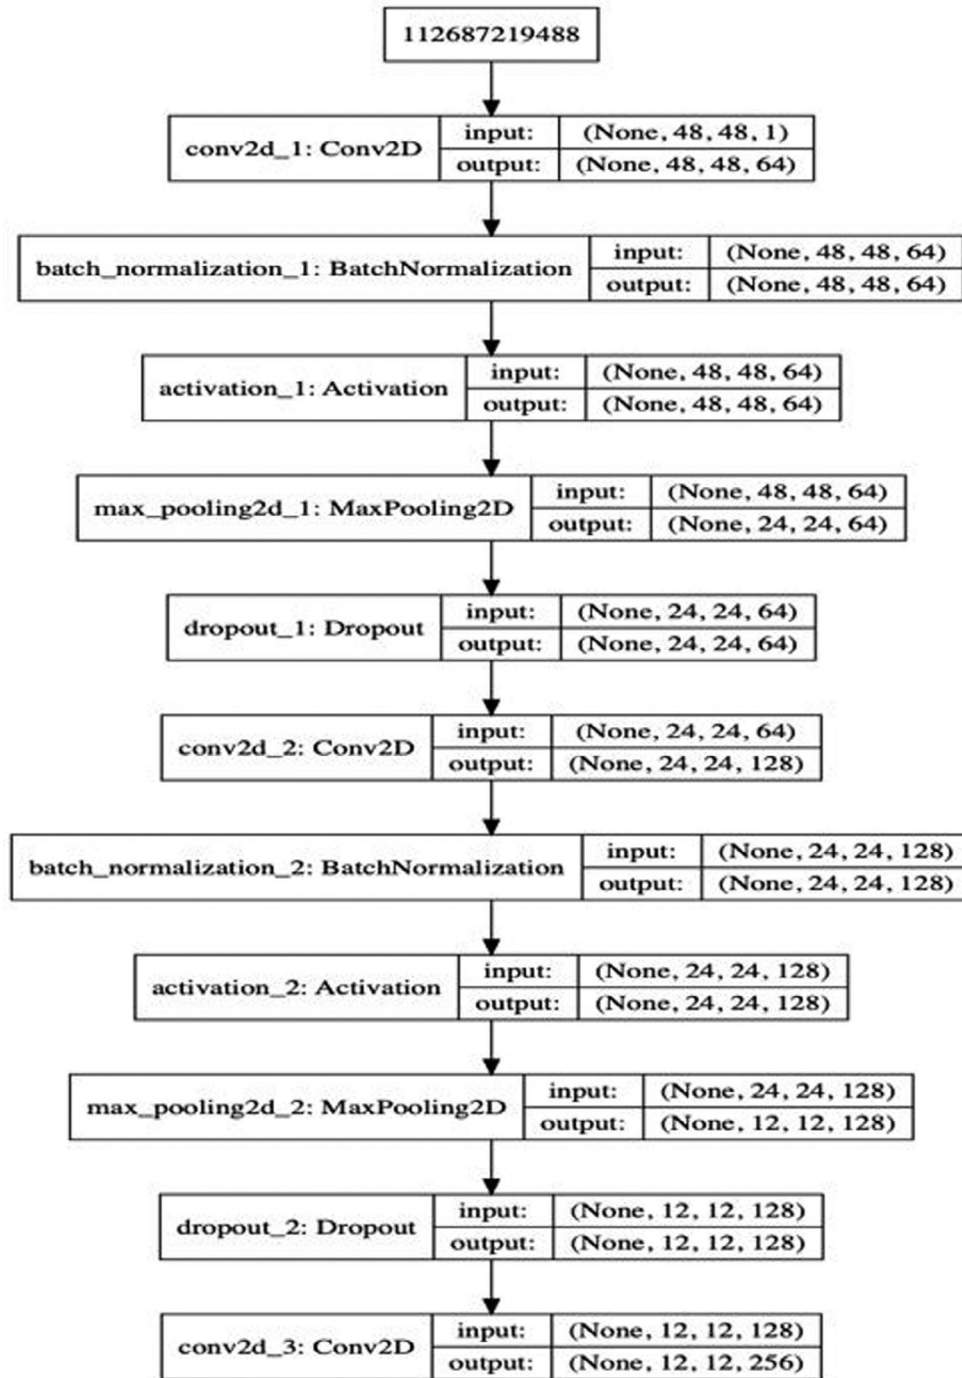 112687219488
conv2d_1: Conv2D
input: (None, 48, 48, 1)
output: (None, 48, 48, 64)
batch_normalization_1: BatchNormalization
input: (None, 48, 48, 64)
output: (None, 48, 48, 64)
activation_1: Activation
input: (None, 48, 48, 64)
output: (None, 48, 48, 64)
max_pooling2d_1: MaxPooling2D
input: (None, 48, 48, 64)
output: (None, 24, 24, 64)
dropout_1: Dropout
input: (None, 24, 24, 64)
output: (None, 24, 24, 64)
conv2d_2: Conv2D
input: (None, 24, 24, 64)
output: (None, 24, 24, 128)
batch_normalization_2: BatchNormalization
input: (None, 24, 24, 128)
output: (None, 24, 24, 128)
activation_2: Activation
input: (None, 24, 24, 128)
output: (None, 24, 24, 128)
max_pooling2d_2: MaxPooling2D
input: (None, 24, 24, 128)
output: (None, 12, 12, 128)
dropout_2: Dropout
input: (None, 12, 12, 128)
output: (None, 12, 12, 128)
conv2d_3: Conv2D
input: (None, 12, 12, 128)
output: (None, 12, 12, 256)